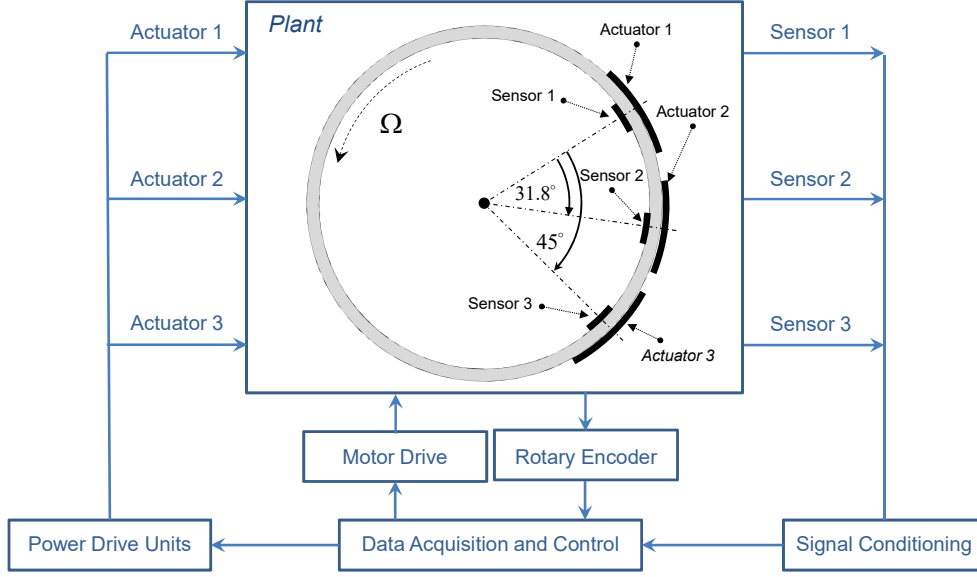 Plant
Actuator 1
Sensor 1
Actuator 1
Sensor 1
Actuator 2
Ω
Actuator 2
Sensor 2
31.8°
Sensor 2
45°
Sensor 3
Actuator 3
Sensor 3
Actuator 3
Motor Drive
Rotary Encoder
Power Drive Units
Data Acquisition and Control
Signal Conditioning